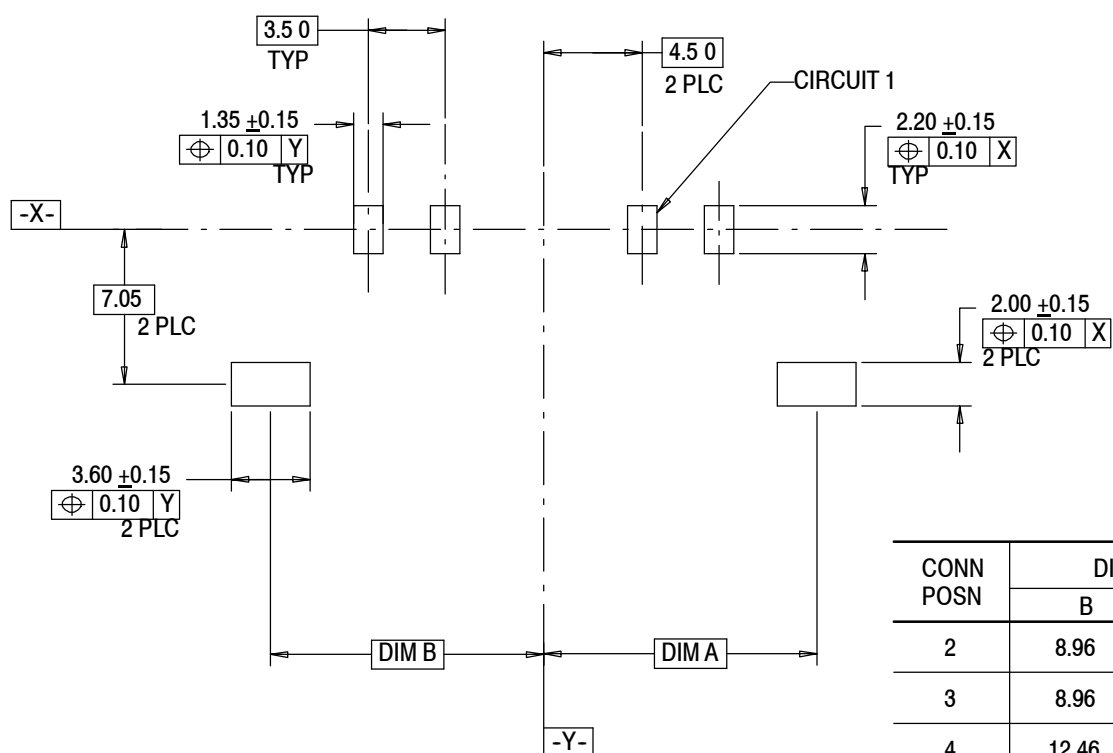 3.5 0
TYP
4.5 0
2 PLC
CIRCUIT 1
1.35 ±0.15
⌖ 0.10 Y
TYP
2.20 ±0.15
⌖ 0.10 X
TYP
-X-
7.05
2 PLC
2.00 ±0.15
⌖ 0.10 X
2 PLC
3.60 ±0.15
⌖ 0.10 Y
2 PLC
DIM B
DIM A
-Y-
CONN POSN
B
2 8.96
3 8.96